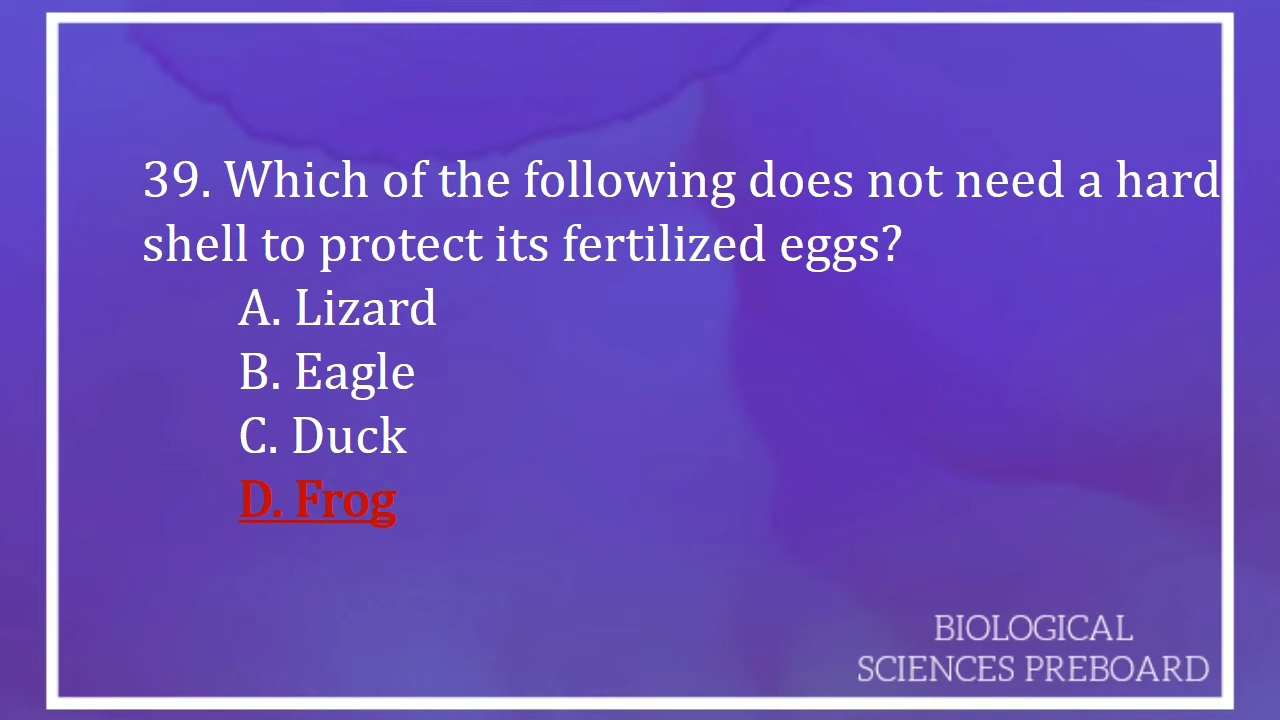 39. Which of the following does not need a hard
shell to protect its fertilized eggs?
A. Lizard
B. Eagle
C. Duck
D. Frog
BIOLOGICAL
SCIENCES PREBOARD